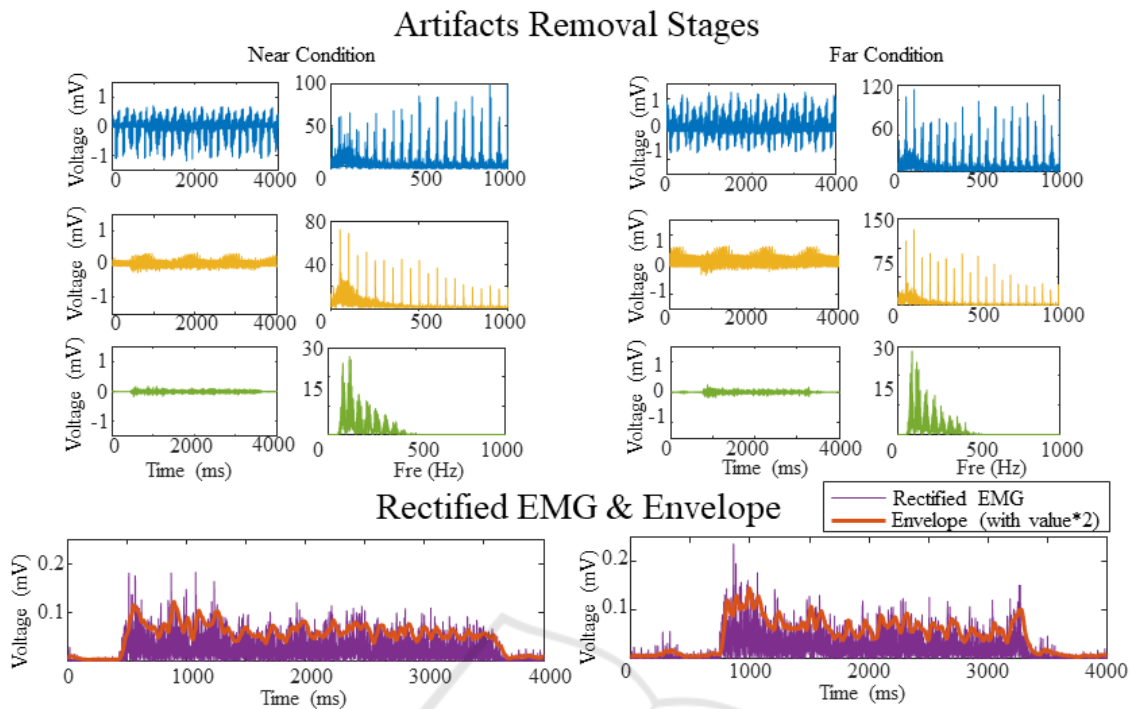 Artifacts Removal Stages
Near Condition
Far Condition
Voltage (mV)
1
0
-1
0 2000 4000
100
50
0 500 1000
Voltage (mV)
1
0
-1
0 2000 4000
120
60
0 500 1000
Voltage (mV)
1
0
-1
0 2000 4000
80
40
0 500 1000
Voltage (mV)
1
0
-1
0 2000 4000
150
75
0 500 1000
Voltage (mV)
1
0
-1
0 2000 4000
Time (ms)
30
15
0 500 1000
Fre (Hz)
Voltage (mV)
1
0
-1
0 2000 4000
Time (ms)
30
15
0 500 1000
Fre (Hz)
Rectified EMG & Envelope
Rectified EMG
Envelope (with value*2)
Voltage (mV)
0.2
0.1
0 1000 2000 3000 4000
Time (ms)
Voltage (mV)
0.2
0.1
0 1000 2000 3000 4000
Time (ms)